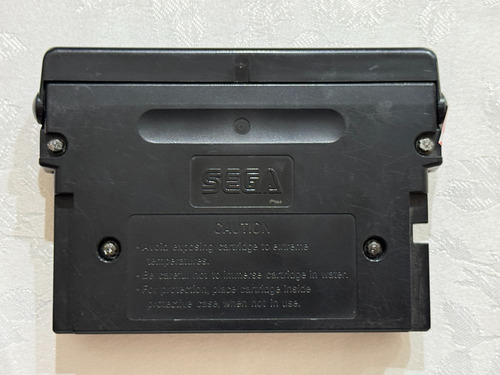 SEGA
CAUTION
• Avoid exposing cartridge to extreme
temperatures.
• Be careful not to immerse cartridge in water.
• For protection, place cartridge inside
protective case, when not in use.